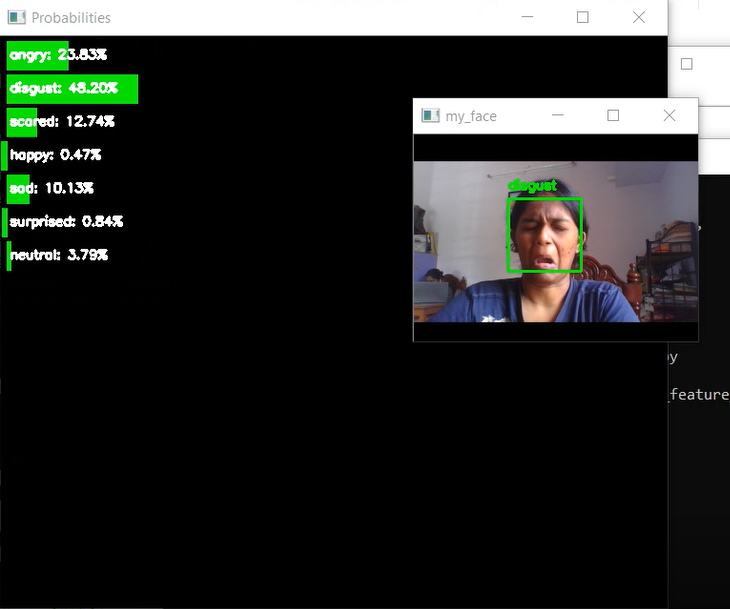 Probabilities
angry: 23.83%
disgust: 48.20%
scared: 12.74%
happy: 0.47%
sad: 10.13%
surprised: 0.84%
neutral: 3.79%
my_face
disgust
py
_feature